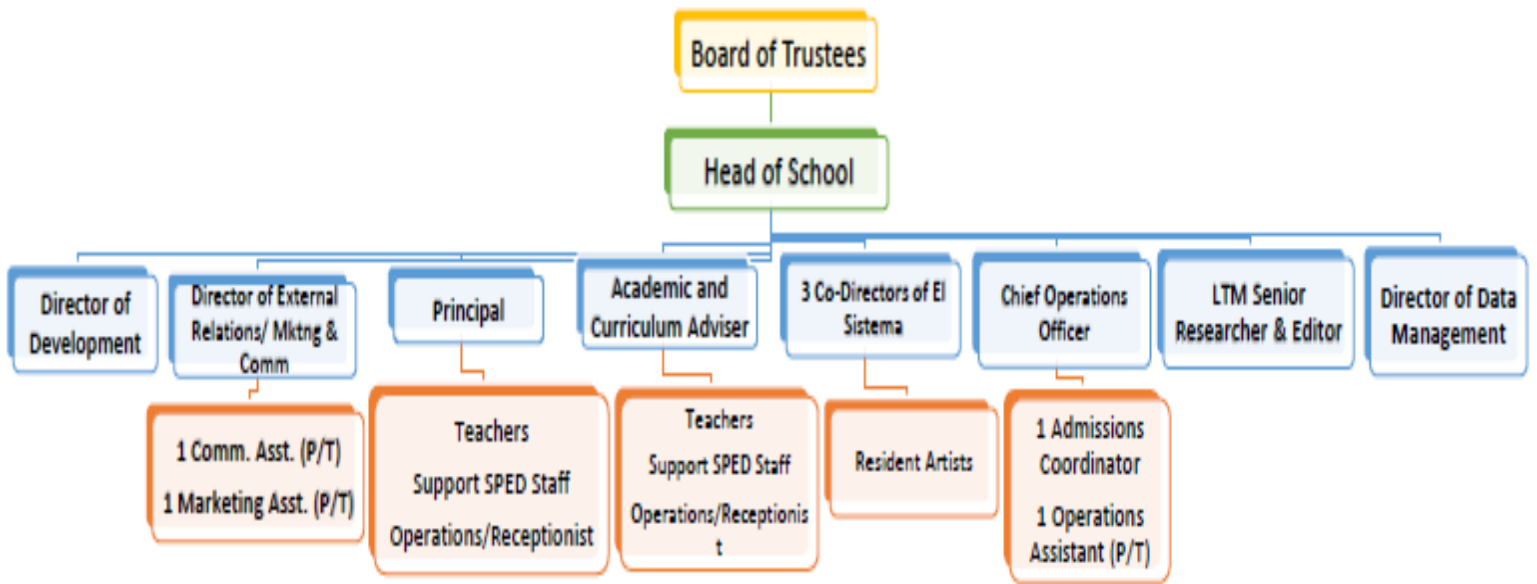 Board of Trustees
Head of School
Director of
Development
Director of External
Relations/ Mktng &
Comm
Principal
Academic and
Curriculum Adviser
3 Co-Directors of El
Sistema
Chief Operations
Officer
LTM Senior
Researcher & Editor
Director of Data
Management
1 Comm. Asst. (P/T)
1 Marketing Asst. (P/T)
Teachers
Support SPED Staff
Operations/Receptionist
Teachers
Support SPED Staff
Operations/Receptionis
t
Resident Artists
1 Admissions
Coordinator
1 Operations
Assistant (P/T)